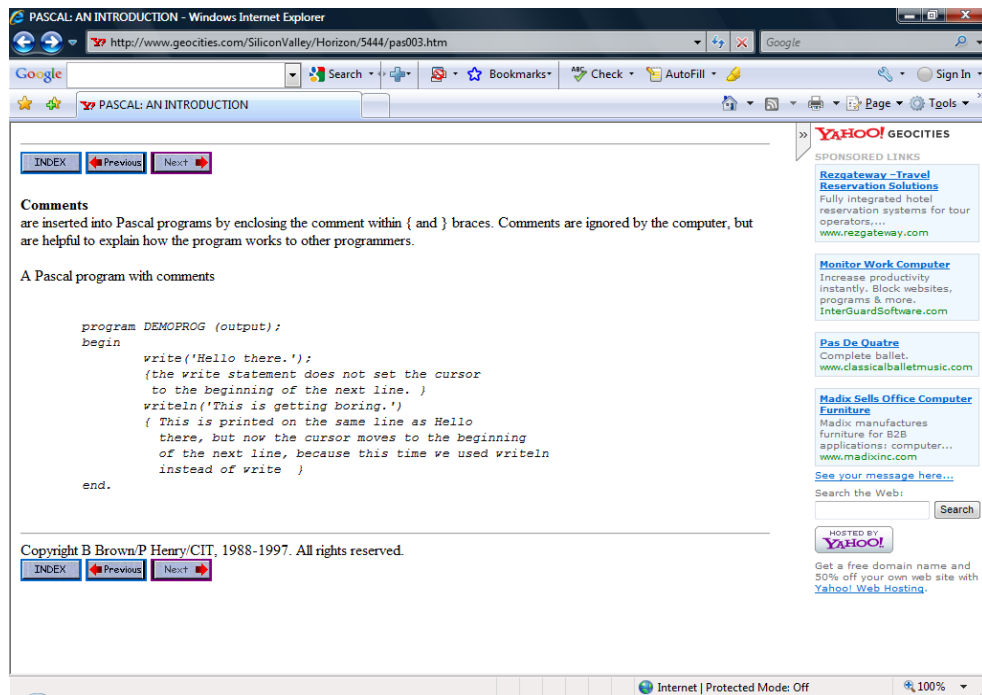 PASCAL: AN INTRODUCTION - Windows Internet Explorer
http://www.geocities.com/SiliconValley/Horizon/5444/pas003.htm
Google
Google
Search
Bookmarks
ABC
Check
AutoFill
Sign In
PASCAL: AN INTRODUCTION
Page
Tools
INDEX
Previous
Next
Comments
are inserted into Pascal programs by enclosing the comment within { and } braces. Comments are ignored by the computer, but
are helpful to explain how the program works to other programmers.
A Pascal program with comments
program DEMOPROG (output);
begin
write('Hello there.');
{the write statement does not set the cursor
to the beginning of the next line. }
writeln('This is getting boring.')
{ This is printed on the same line as Hello
there, but now the cursor moves to the beginning
of the next line, because this time we used writeln
instead of write }
end.
Copyright B Brown/P Henry/CIT, 1988-1997. All rights reserved.
INDEX
Previous
Next
YAHOO! GEOCITIES
SPONSORED LINKS
Rezgateway –Travel
Reservation Solutions
Fully integrated hotel
reservation systems for tour
operators,...
www.rezgateway.com
Monitor Work Computer
Increase productivity
instantly. Block websites,
programs & more.
InterGuardSoftware.com
Pas De Quatre
Complete ballet.
www.classicalballetmusic.com
Madix Sells Office Computer
Furniture
Madix manufactures
furniture for B2B
applications: computer...
www.madixinc.com
See your message here...
Search the Web:
Search
HOSTED BY
YAHOO!
Get a free domain name and
50% off your own web site with
Yahoo! Web Hosting.
Internet | Protected Mode: Off
100%